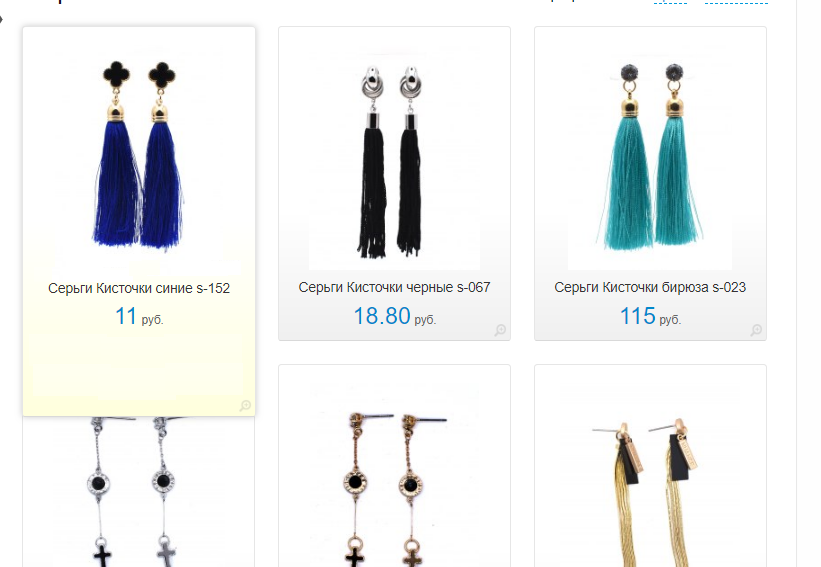 Серьги Кисточки синие s-152
11 руб.
Серьги Кисточки черные s-067
18.80 руб.
Серьги Кисточки бирюза s-023
115 руб.